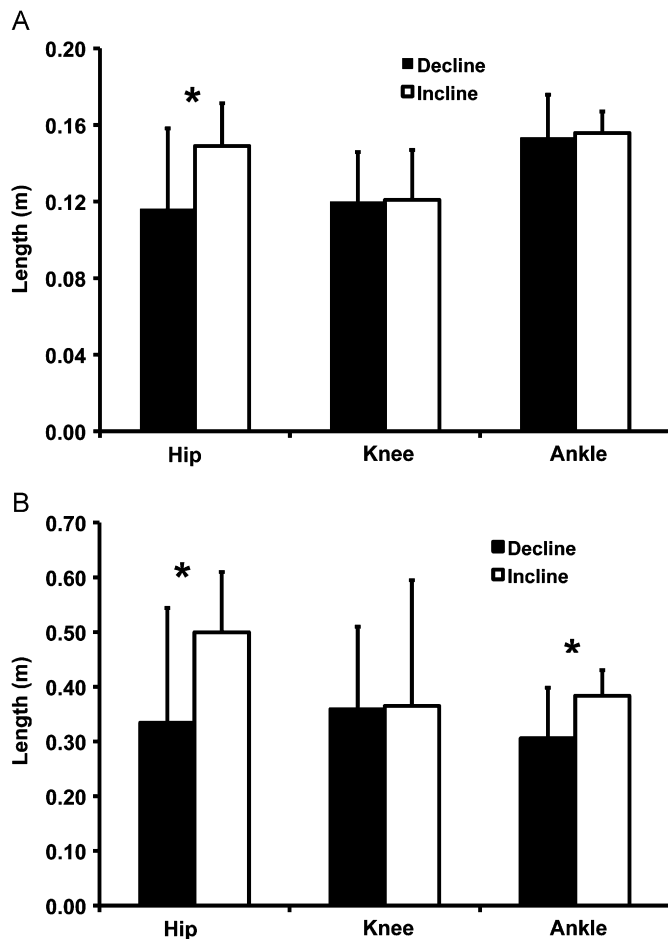 A
0.20
0.16
0.12
0.08
0.04
0.00
Length (m)
*
Decline
Incline
Hip Knee Ankle
B
0.70
0.60
0.50
0.40
0.30
0.20
0.10
0.00
Length (m)
*
Decline
Incline
*
Hip Knee Ankle